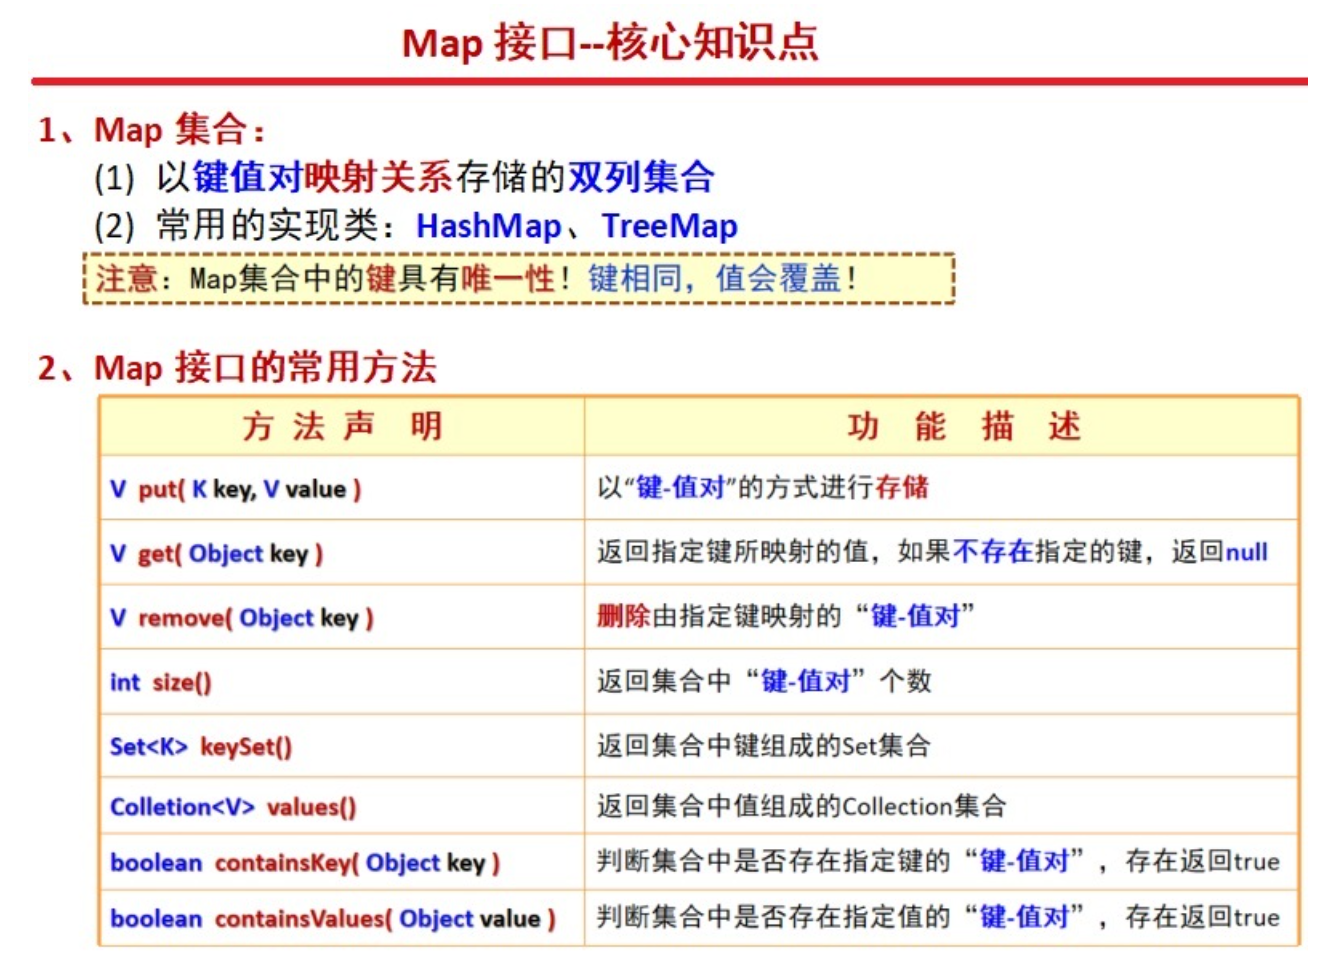 Map 接口--核心知识点
1、Map 集合：
(1) 以键值对映射关系存储的双列集合
(2) 常用的实现类：HashMap、TreeMap
注意：Map集合中的键具有唯一性！键相同，值会覆盖！
2、Map 接口的常用方法
方 法 声 明 功 能 描 述
V put( K key, V value ) 以“键-值对”的方式进行存储
V get( Object key ) 返回指定键所映射的值，如果不存在指定的键，返回null
V remove( Object key ) 删除由指定键映射的“键-值对”
int size() 返回集合中“键-值对”个数
Set<K> keySet() 返回集合中键组成的Set集合
Colletion<V> values() 返回集合中值组成的Collection集合
boolean containsKey( Object key ) 判断集合中是否存在指定键的“键-值对”，存在返回true
boolean containsValues( Object value ) 判断集合中是否存在指定值的“键-值对”，存在返回true